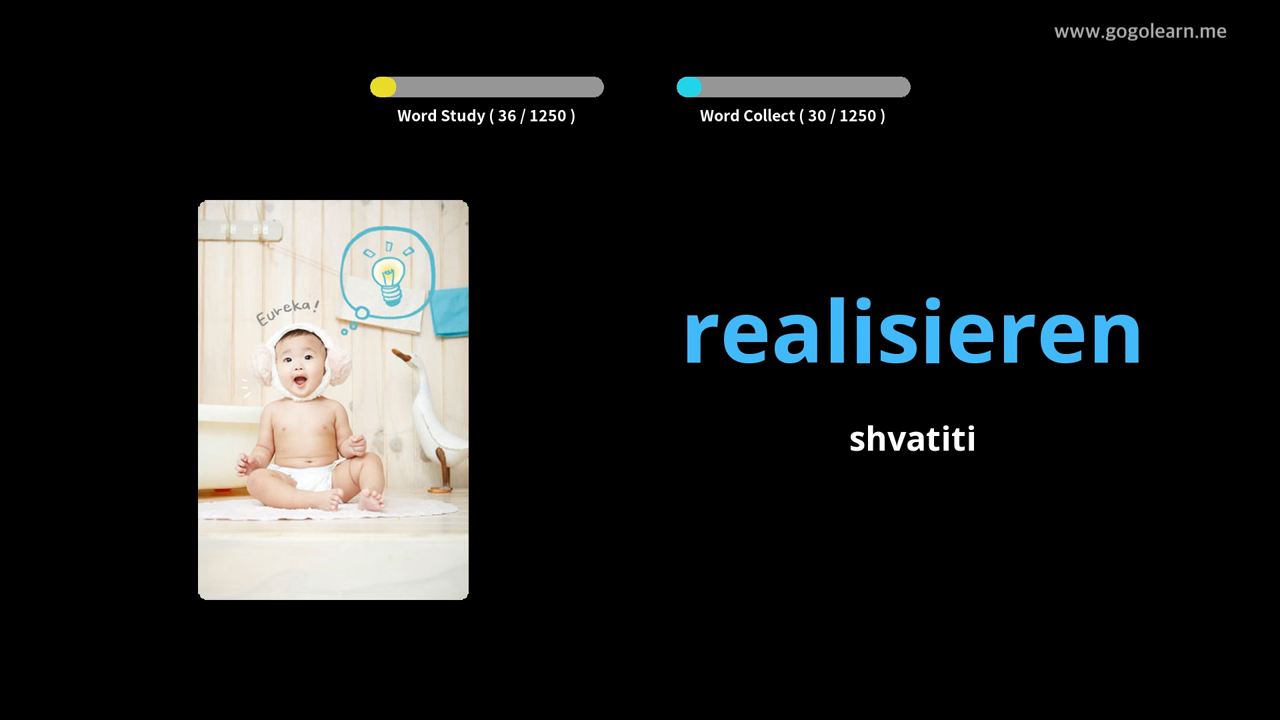 www.gogolearn.me
Word Study ( 36 / 1250 )
Word Collect ( 30 / 1250 )
Eureka!
realisieren
shvatiti